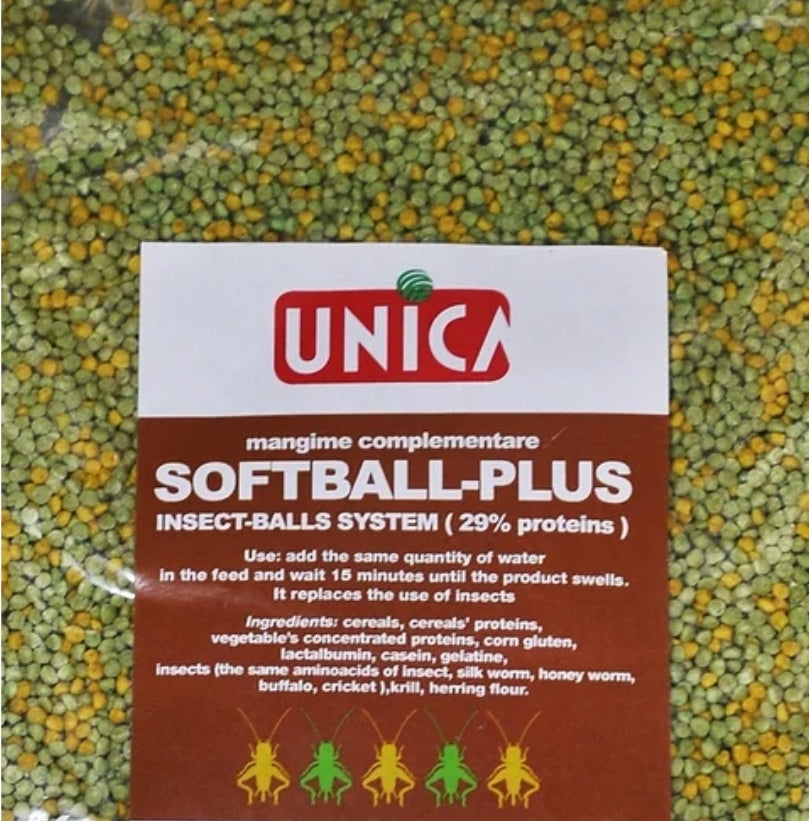 UNICA
mangime complementare
SOFTBALL-PLUS
INSECT-BALLS SYSTEM ( 29% proteins )
Use: add the same quantity of water
in the feed and wait 15 minutes until the product swells.
It replaces the use of insects
Ingredients: cereals, cereals' proteins,
vegetable's concentrated proteins, corn gluten,
lactalbumin, casein, gelatine,
insects (the same aminoacids of insect, silk worm, honey worm,
buffalo, cricket ),krill, herring flour.